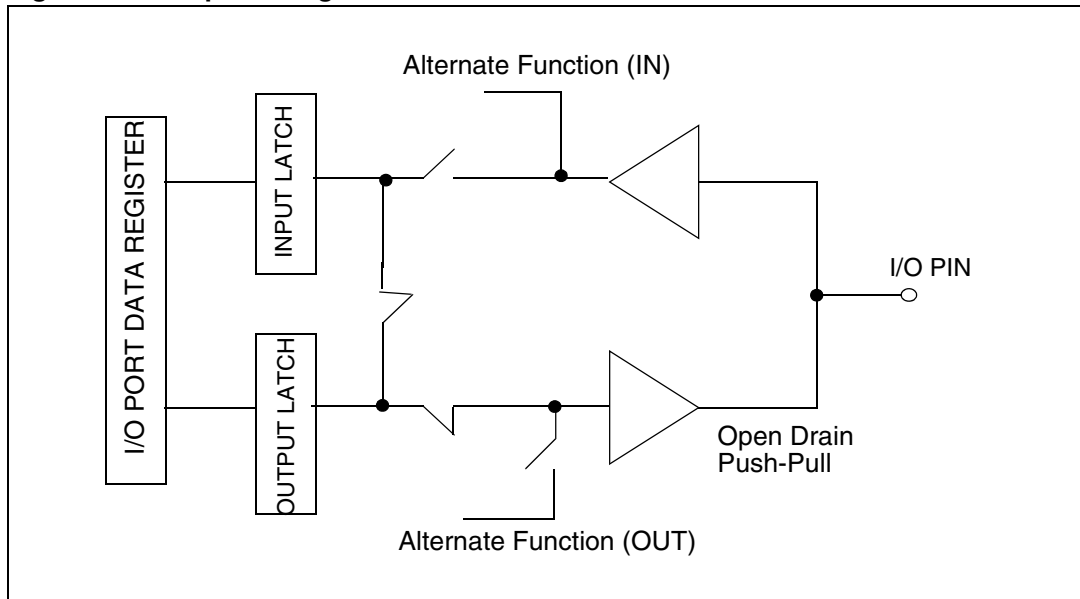 Alternate Function (IN)
I/O PORT DATA REGISTER
INPUT LATCH
I/O PIN
OUTPUT LATCH
Open Drain
Push-Pull
Alternate Function (OUT)